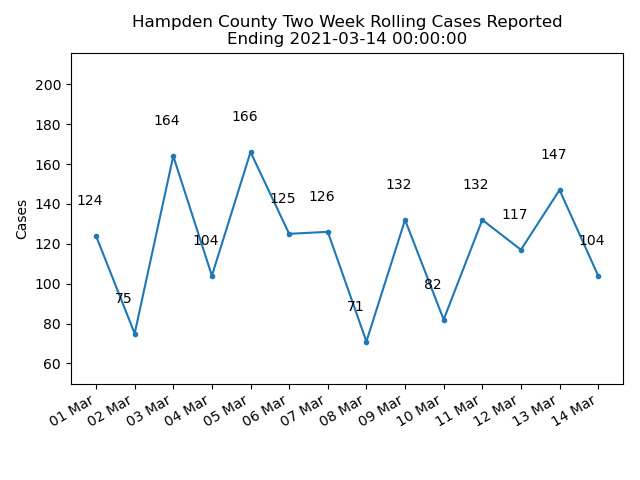 Hampden County Two Week Rolling Cases Reported
Ending 2021-03-14 00:00:00
Cases
200
180
160
140
120
100
80
60
124
75
164
104
166
125
126
71
132
82
132
117
147
104
01 Mar
02 Mar
03 Mar
04 Mar
05 Mar
06 Mar
07 Mar
08 Mar
09 Mar
10 Mar
11 Mar
12 Mar
13 Mar
14 Mar